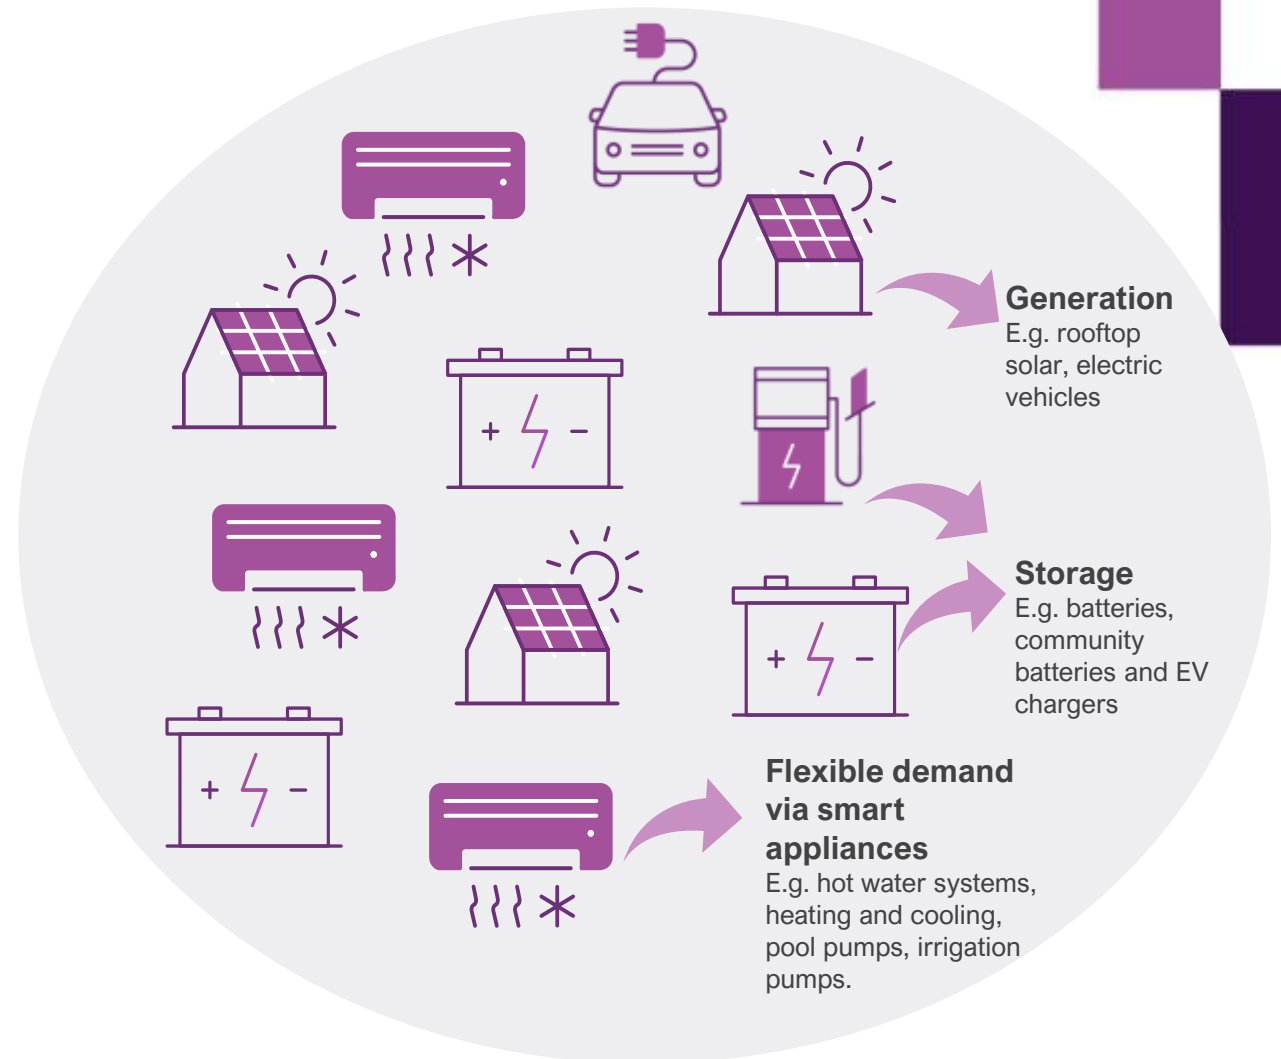 Generation
E.g. rooftop
solar, electric
vehicles
Storage
E.g. batteries,
community
batteries and EV
chargers
Flexible demand
via smart
appliances
E.g. hot water systems,
heating and cooling,
pool pumps, irrigation
pumps.